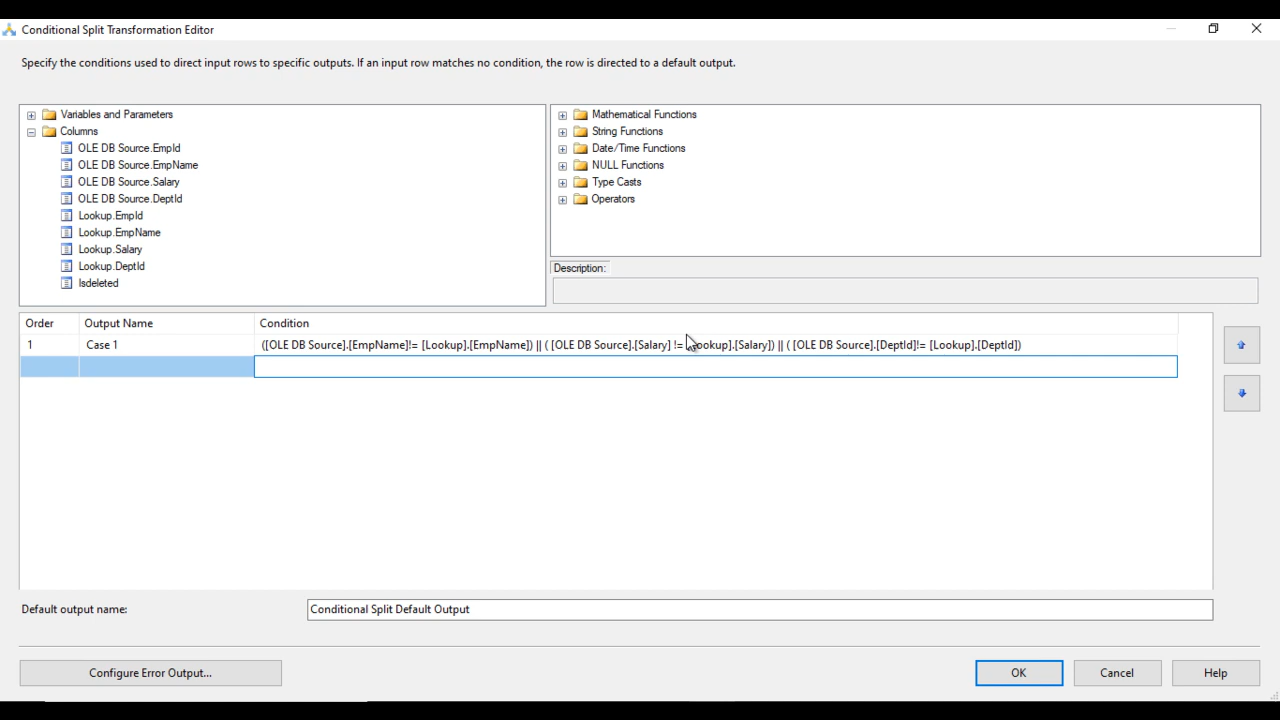 Conditional Split Transformation Editor
Specify the conditions used to direct input rows to specific outputs. If an input row matches no condition, the row is directed to a default output.
Variables and Parameters
Columns
OLE DB Source.EmpId
OLE DB Source.EmpName
OLE DB Source.Salary
OLE DB Source.DeptId
Lookup.EmpId
Lookup.EmpName
Lookup.Salary
Lookup.DeptId
Isdeleted
Mathematical Functions
String Functions
Date/Time Functions
NULL Functions
Type Casts
Operators
Description:
Order Output Name Condition
1 Case 1 ([OLE DB Source].[EmpName]!= [Lookup].[EmpName]) || ( [OLE DB Source].[Salary] != [Lookup].[Salary]) || ( [OLE DB Source].[DeptId]!= [Lookup].[DeptId])
Default output name: Conditional Split Default Output
Configure Error Output... OK Cancel Help